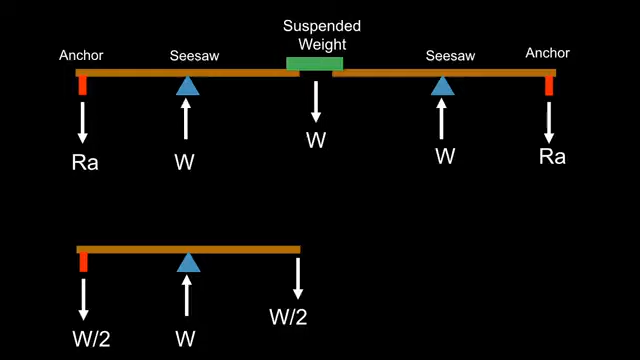 Suspended
Weight
Anchor
Seesaw
Seesaw
Anchor
Ra
W
W
W
Ra
W/2
W
W/2